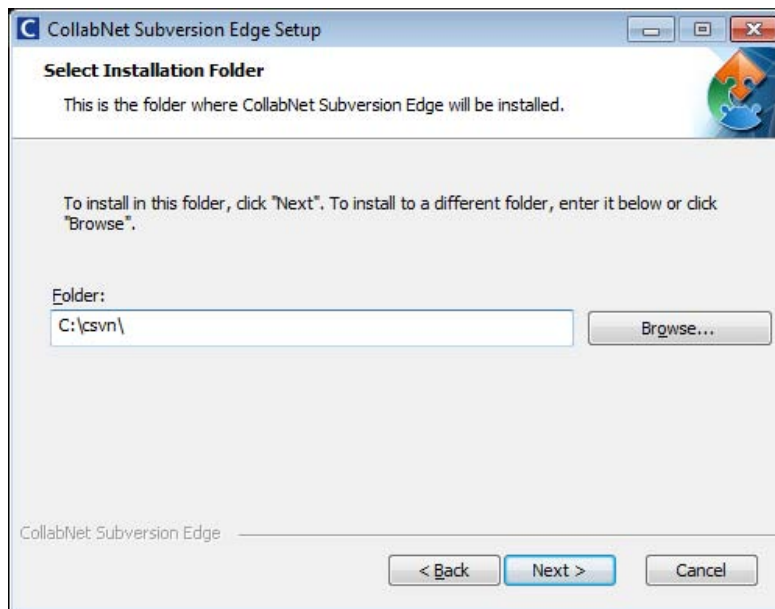 CollabNet Subversion Edge Setup
Select Installation Folder
This is the folder where CollabNet Subversion Edge will be installed.
To install in this folder, click "Next". To install to a different folder, enter it below or click
"Browse".
Folder:
C:\csvn\
Browse...
CollabNet Subversion Edge
< Back
Next >
Cancel